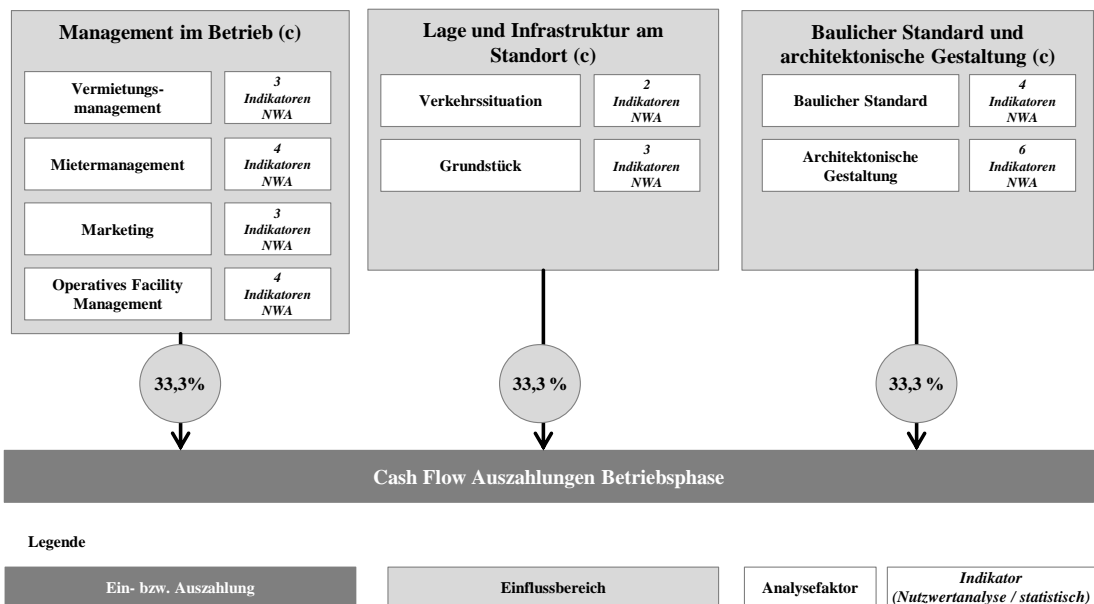 Management im Betrieb (c)
Vermietungs-
management
3
Indikatoren
NWA
Mietermanagement
4
Indikatoren
NWA
Marketing
3
Indikatoren
NWA
Operatives Facility
Management
4
Indikatoren
NWA
Lage und Infrastruktur am
Standort (c)
Verkehrssituation
2
Indikatoren
NWA
Grundstück
3
Indikatoren
NWA
Baulicher Standard und
architektonische Gestaltung (c)
Baulicher Standard
4
Indikatoren
NWA
Architektonische
Gestaltung
6
Indikatoren
NWA
33,3%
33,3 %
33,3 %
Cash Flow Auszahlungen Betriebsphase
Legende
Ein- bzw. Auszahlung
Einflussbereich
Analysefaktor
Indikator
(Nutzwertanalyse / statistisch)